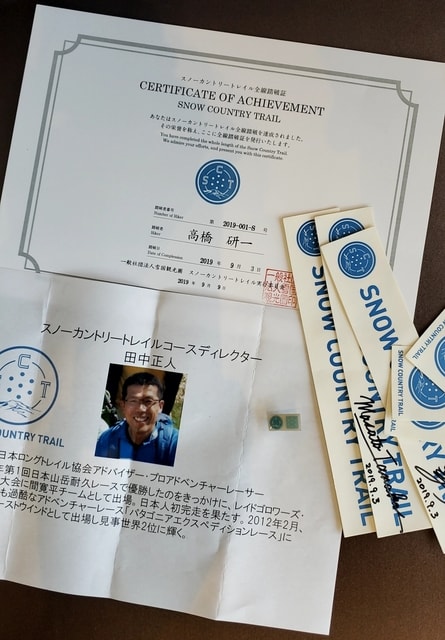 スノーカントリートレイル全線踏破証
CERTIFICATE OF ACHIEVEMENT
SNOW COUNTRY TRAIL
あなたはスノーカントリートレイル全線踏破を達成されました。
その栄誉を称え、ここに全線踏破証を発行いたします。
You have completed the whole length of the Snow Country Trail.
We admire your efforts, and present you with this certificate.
S C T
踏破者番号
Number of Hiker
第 2019-001-8 号
踏破者
Hiker
高橋 研一
踏破日
Date of Completion
2019 年 9月 3 日
一般社団法人雪国観光圏 スノーカントリートレイル実行委員会
2019 年 9 月 9 日
スノーカントリートレイルコースディレクター
田中正人
C T
COUNTRY TRAIL
日本ロングトレイル協会アドバイザー・プロアドベンチャーレーサー
年第1回日本山岳耐久レースで優勝したのをきっかけに、レイドゴロワーズ・
大会に間寛平チームとして出場。日本人初完走を果たす。2012年2月、
も過酷なアドベンチャーレース「パタゴニアエクスペディションレース」に
ーストウインドとして出場し見事世界2位に輝く。
SNOW COUNTRY TRAIL
SNOW
TRAIL
Masato Tanaka
2019.9.3
SNOW COUNTRY TRAIL
COUNTRY TRAIL
2019.9.3